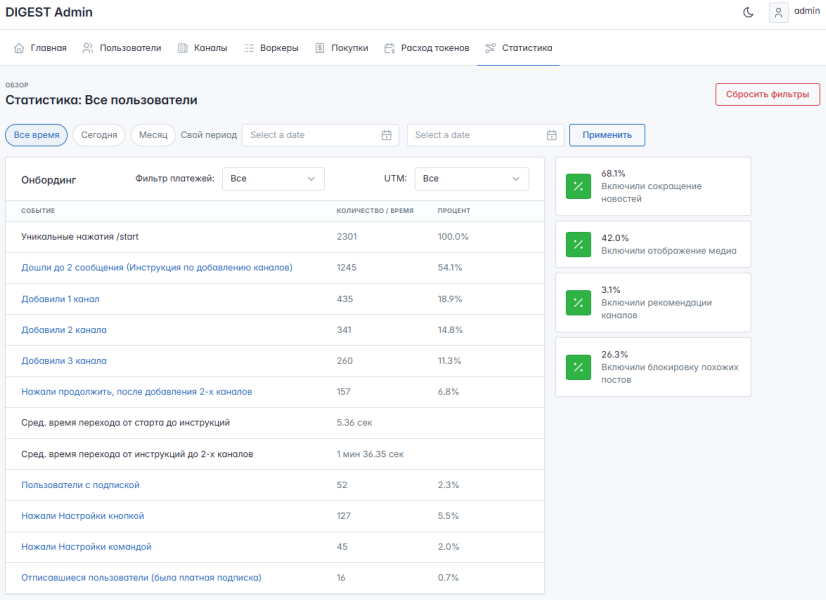 DIGEST Admin
admin
Главная Пользователи Каналы Воркеры Покупки Расход токенов Статистика
ОБЗОР
Статистика: Все пользователи
Сбросить фильтры
Все время Сегодня Месяц Свой период Select a date Select a date Применить
Онбординг Фильтр платежей: Все UTM: Все
СОБЫТИЕ КОЛИЧЕСТВО / ВРЕМЯ ПРОЦЕНТ
Уникальные нажатия /start 2301 100.0%
Дошли до 2 сообщения (Инструкция по добавлению каналов) 1245 54.1%
Добавили 1 канал 435 18.9%
Добавили 2 канала 341 14.8%
Добавили 3 канала 260 11.3%
Нажали продолжить, после добавления 2-х каналов 157 6.8%
Сред. время перехода от старта до инструкций 5.36 сек
Сред. время перехода от инструкций до 2-х каналов 1 мин 36.35 сек
Пользователи с подпиской 52 2.3%
Нажали Настройки кнопкой 127 5.5%
Нажали Настройки командой 45 2.0%
Отписавшиеся пользователи (была платная подписка) 16 0.7%
68.1%
Включили сокращение
новостей
42.0%
Включили отображение медиа
3.1%
Включили рекомендации
каналов
26.3%
Включили блокировку похожих
постов